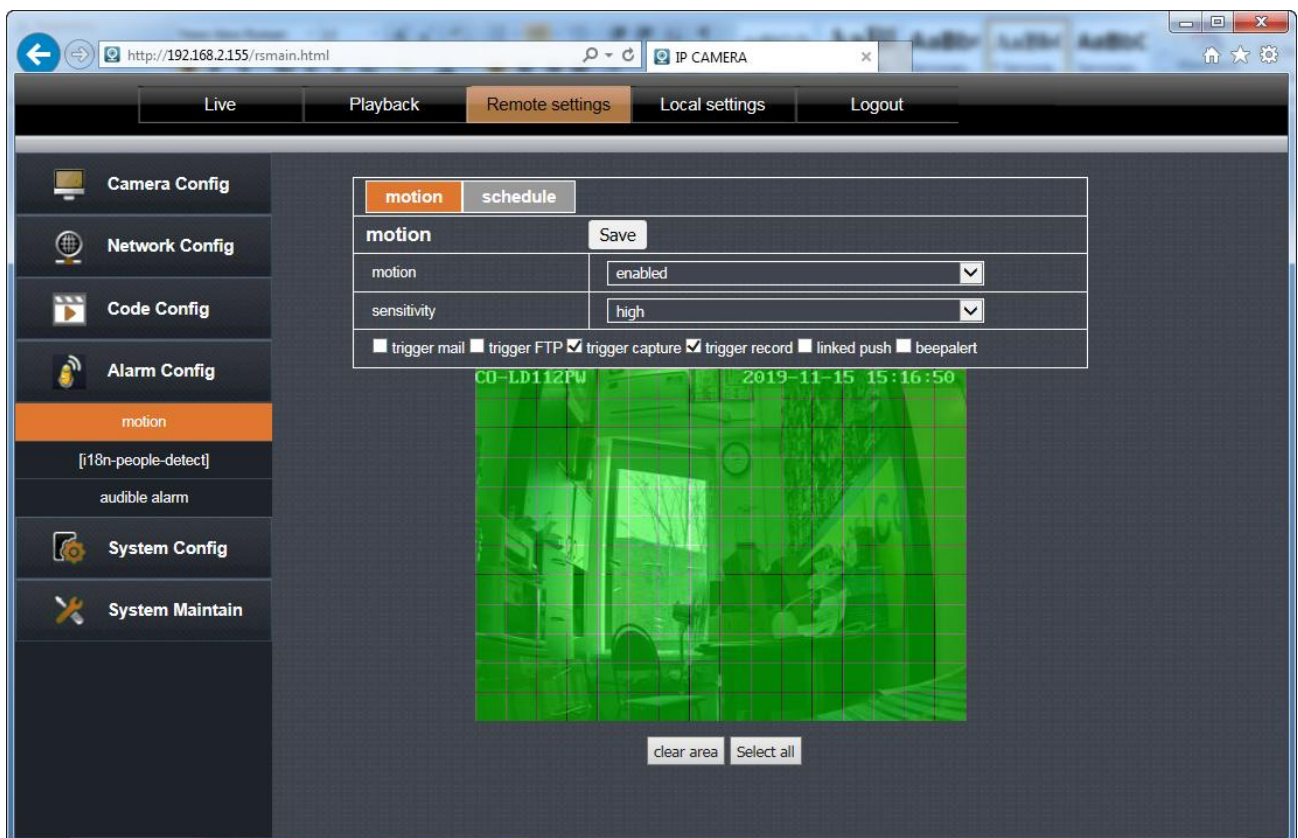 http://192.168.2.155/rsmain.html
IP CAMERA
Live Playback Remote settings Local settings Logout
Camera Config
Network Config
Code Config
Alarm Config
motion
[i18n-people-detect]
audible alarm
System Config
System Maintain
motion schedule
motion Save
motion enabled
sensitivity high
trigger mail trigger FTP trigger capture trigger record linked push beepalert
CO-LD112PW 2019-11-15 15:16:50
clear area Select all